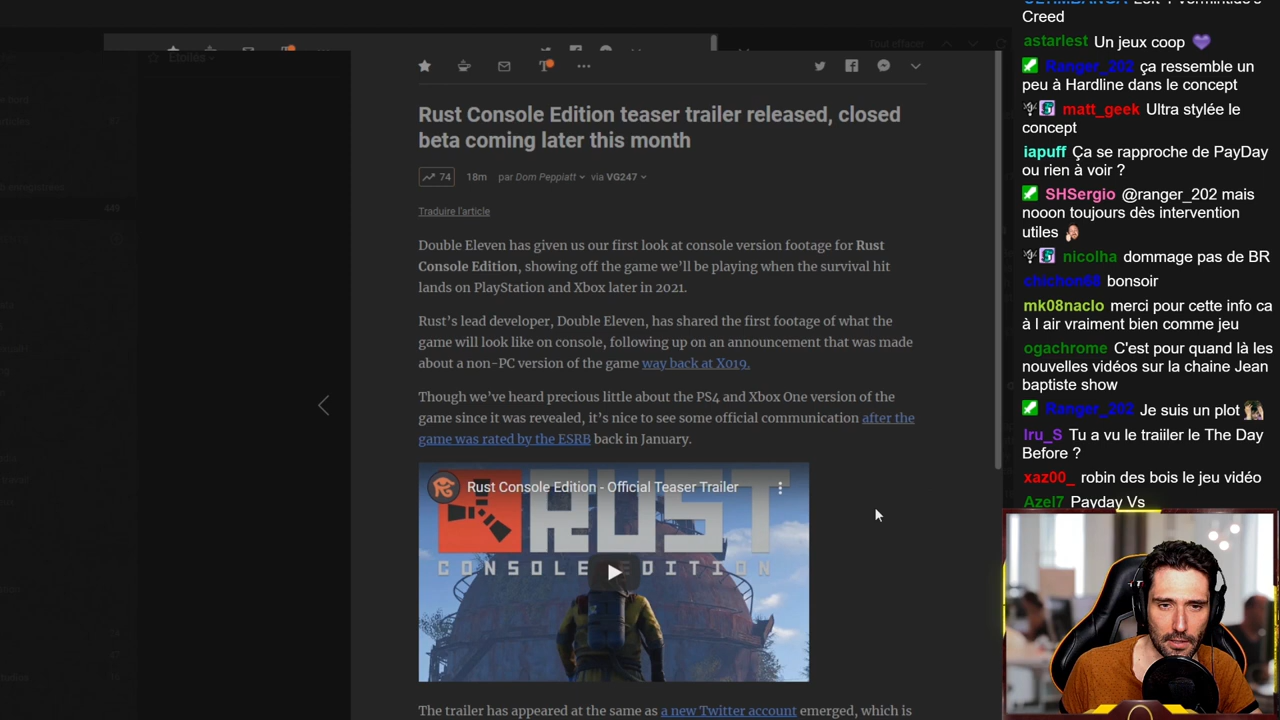 Étoilés
Tout effacer
449
Rust Console Edition teaser trailer released, closed
beta coming later this month
74 18m par Dom Peppiatt via VG247
Traduire l'article
Double Eleven has given us our first look at console version footage for Rust
Console Edition, showing off the game we'll be playing when the survival hit
lands on PlayStation and Xbox later in 2021.
Rust's lead developer, Double Eleven, has shared the first footage of what the
game will look like on console, following up on an announcement that was made
about a non-PC version of the game way back at X019.
Though we've heard precious little about the PS4 and Xbox One version of the
game since it was revealed, it's nice to see some official communication after the
game was rated by the ESRB back in January.
Rust Console Edition - Official Teaser Trailer
RUST
CONSOLE EDITION
The trailer has appeared at the same as a new Twitter account emerged, which is
Creed
astarlest Un jeux coop
Ranger_202 ça ressemble un
peu à Hardline dans le concept
matt_geek Ultra stylée le
concept
iapuff Ça se rapproche de PayDay
ou rien à voir ?
SHSergio @ranger_202 mais
nooon toujours dès intervention
utiles
nicolha dommage pas de BR
chichon68 bonsoir
mk08naclo merci pour cette info ca
à l air vraiment bien comme jeu
ogachrome C'est pour quand là les
nouvelles vidéos sur la chaine Jean
baptiste show
Ranger_202 Je suis un plot
Iru_S Tu a vu le traiiler le The Day
Before ?
xaz00_ robin des bois le jeu vidéo
Azel7 Payday Vs